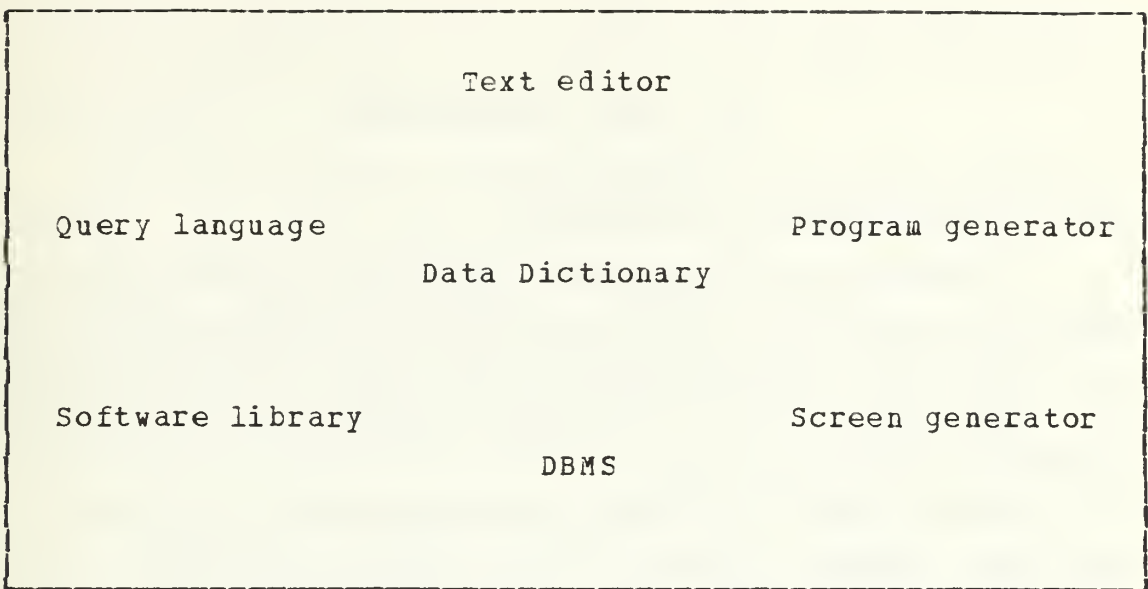 Text editor
Query language
Program generator
Data Dictionary
Software library
Screen generator
DBMS